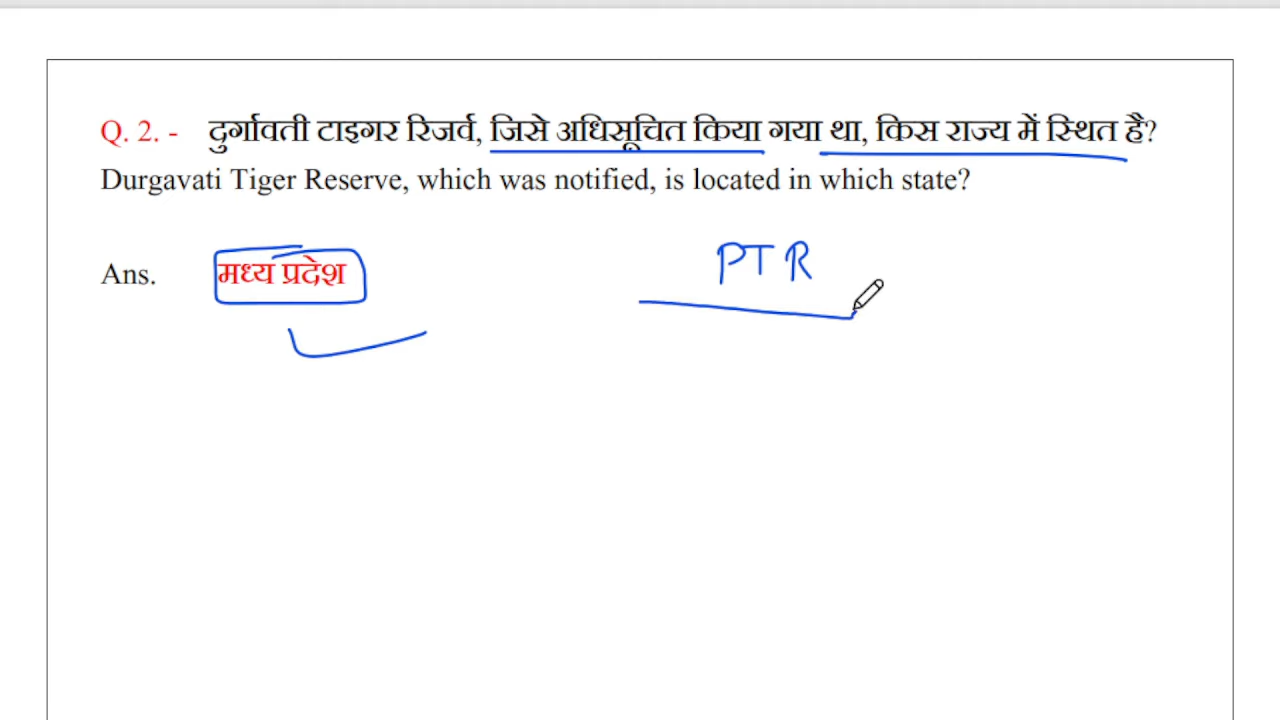 Q. 2. - दुर्गावती टाइगर रिजर्व, जिसे अधिसूचित किया गया था, किस राज्य में स्थित है?
Durgavati Tiger Reserve, which was notified, is located in which state?
Ans. मध्य प्रदेश
PTR